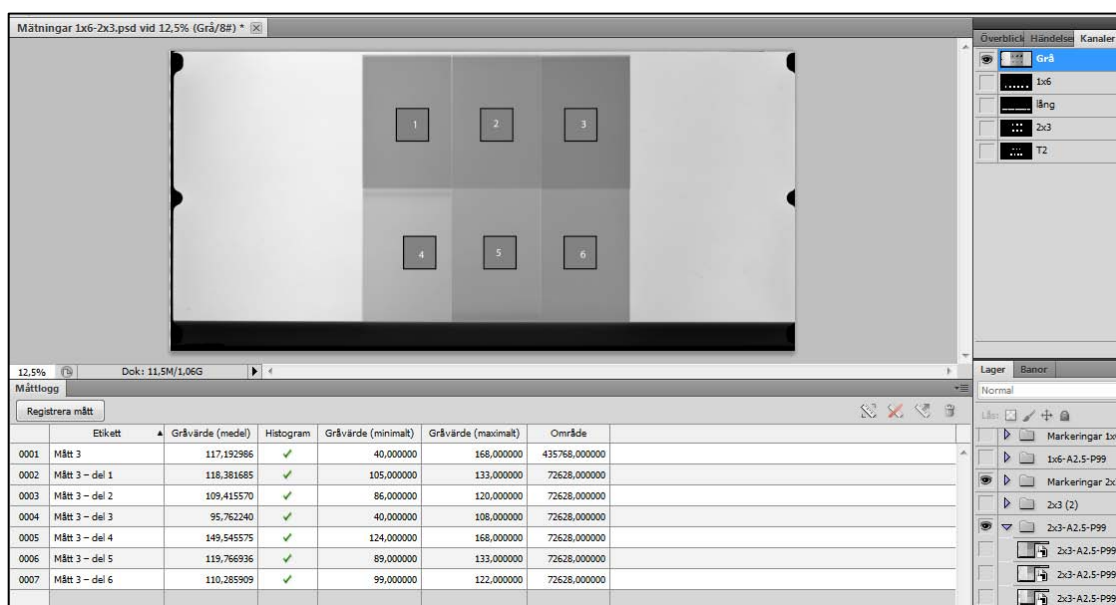 Mätningar 1x6-2x3.psd vid 12,5% (Grå/8#) *
1 2 3
4 5 6
12,5% Dok: 11,5M/1,06G
Måttlogg
Registrera mått
Etikett Gråvärde (medel) Histogram Gråvärde (minimalt) Gråvärde (maximalt) Område
0001 Mått 3 117,192986 40,000000 168,000000 435768,000000
0002 Mått 3 – del 1 118,381685 105,000000 133,000000 72628,000000
0003 Mått 3 – del 2 109,415570 86,000000 120,000000 72628,000000
0004 Mått 3 – del 3 95,762240 40,000000 108,000000 72628,000000
0005 Mått 3 – del 4 149,545575 124,000000 168,000000 72628,000000
0006 Mått 3 – del 5 119,766936 89,000000 133,000000 72628,000000
0007 Mått 3 – del 6 110,285909 99,000000 122,000000 72628,000000
Överblick Händelser Kanaler
Grå
1x6
lång
2x3
T2
Lager Banor
Normal
Lås:
Markeringar 1x
1x6-A2.5-P99
Markeringar 2x
2x3 (2)
2x3-A2.5-P99
2x3-A2.5-P99
2x3-A2.5-P99
2x3-A2.5-P99